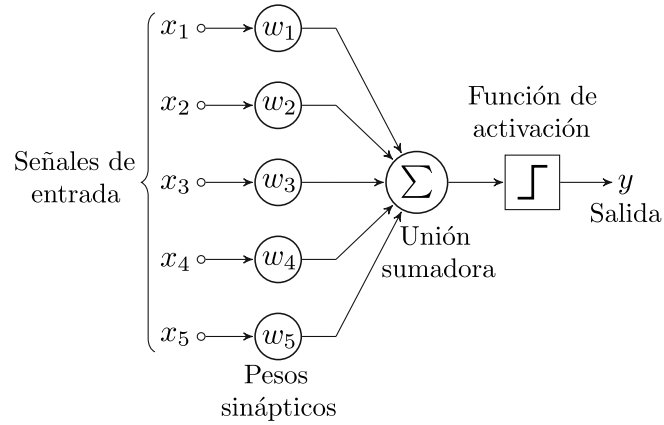 x₁ w₁
x₂ w₂
Función de
activación
Señales de
entrada
x₃ w₃ ∑ y
Salida
Unión
sumadora
x₄ w₄
x₅ w₅
Pesos
sinápticos